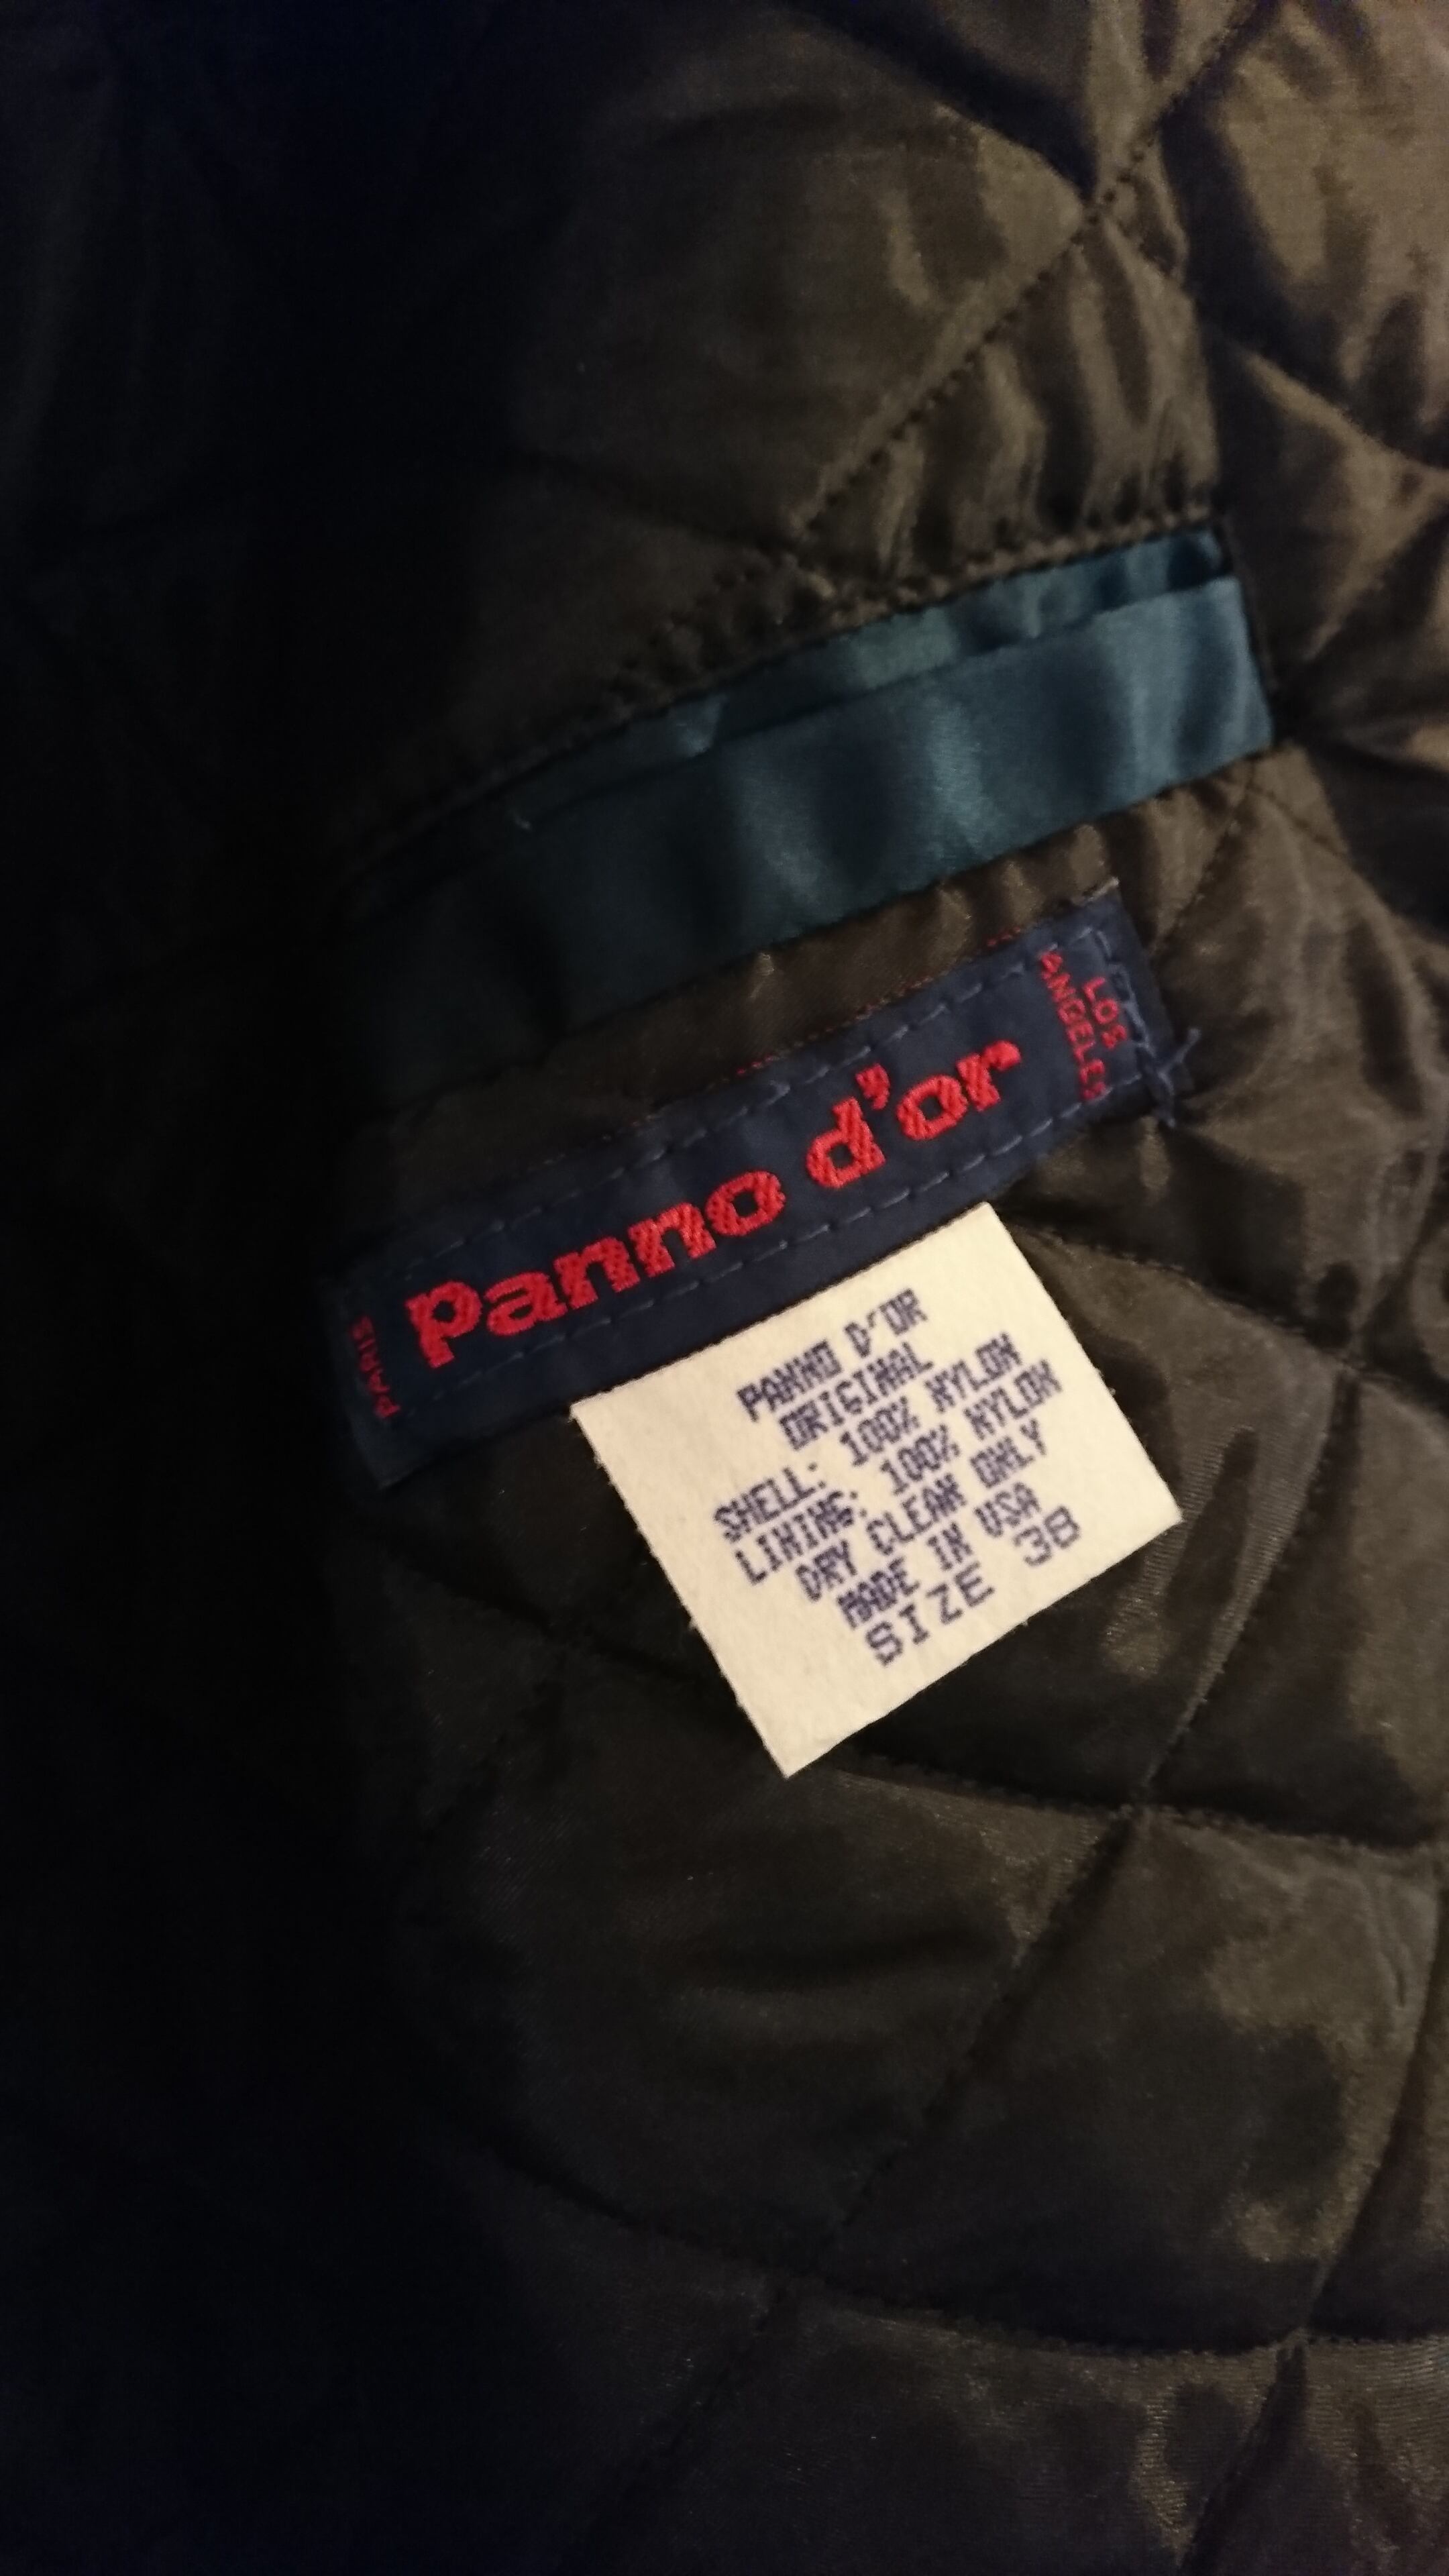 PARIS
Panno d'or
LOS
ANGELES
PANNO D'OR
ORIGINAL
SHELL: 100% NYLON
LINING: 100% NYLON
DRY CLEAN ONLY
MADE IN USA
SIZE 38